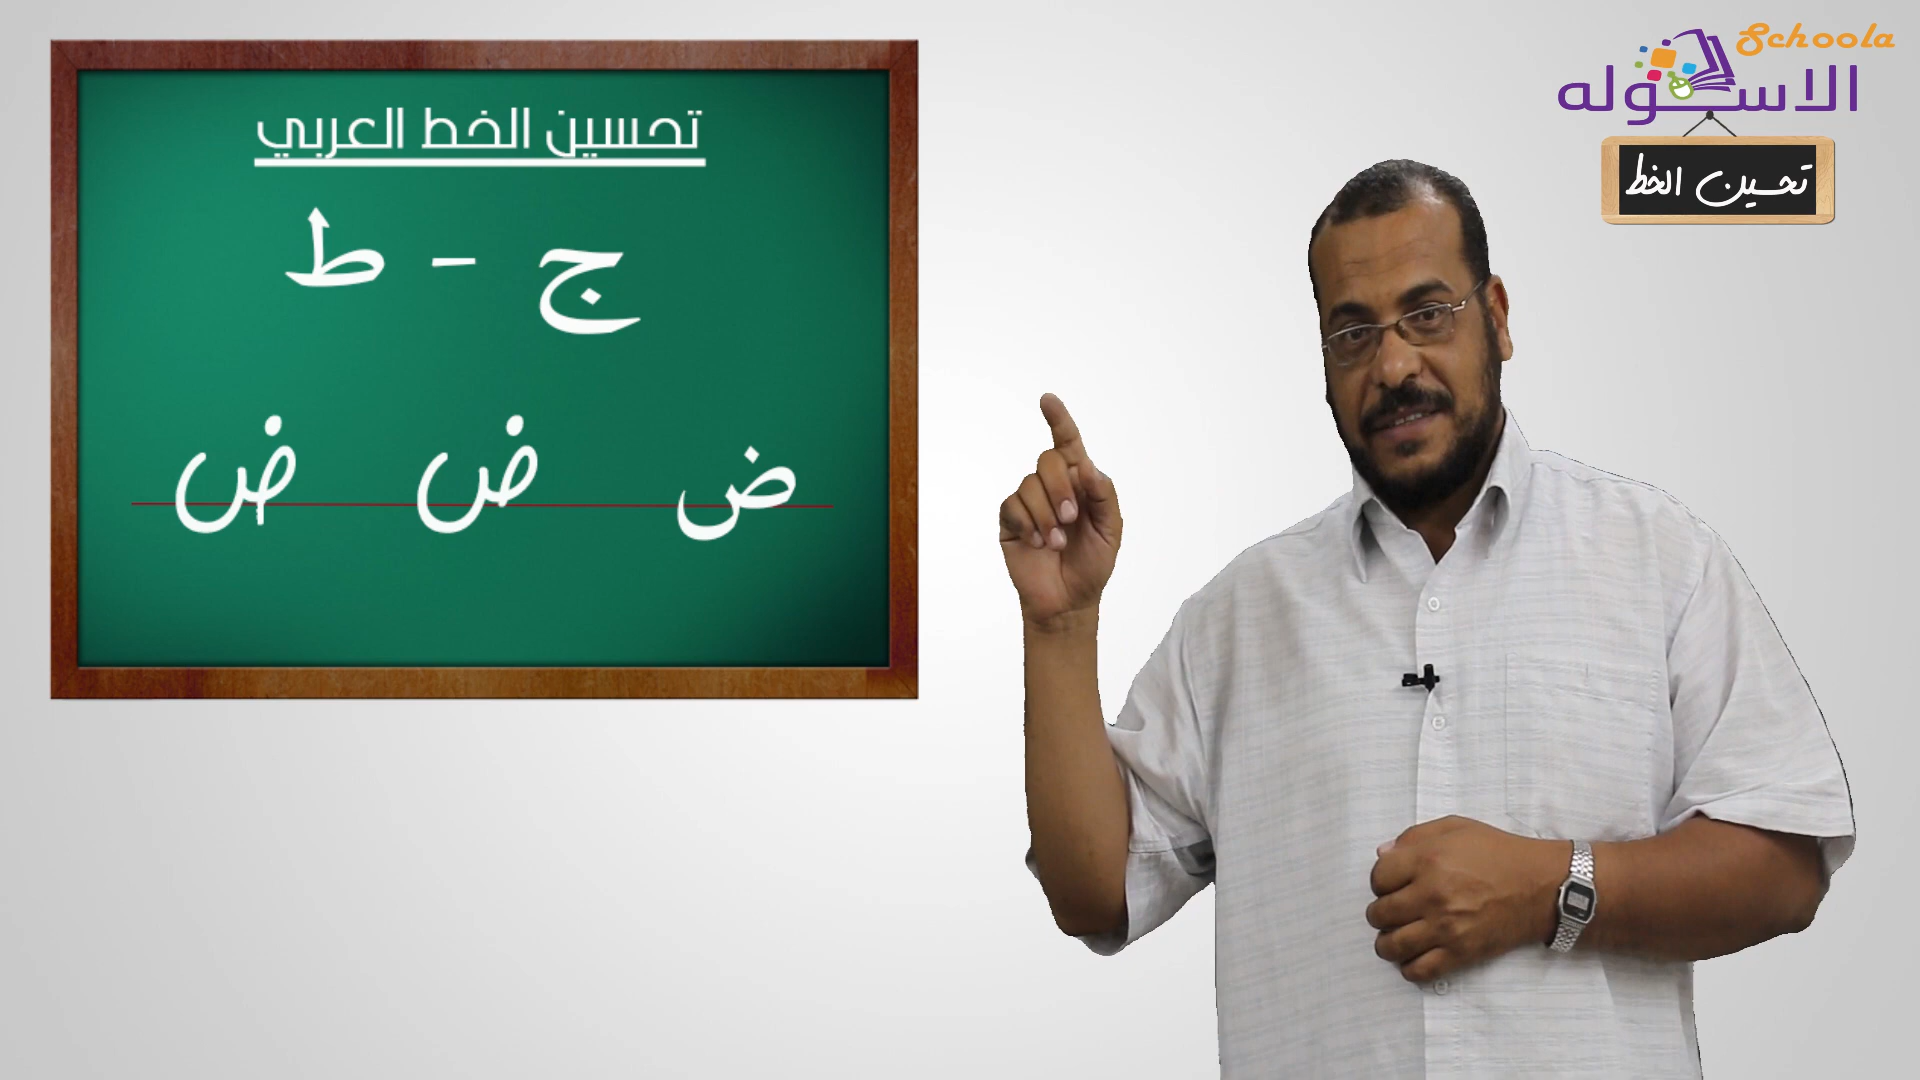 Schoola
الاسكوله
تحسين الخط
تحسين الخط العربي
ج - ط
ض ض ض